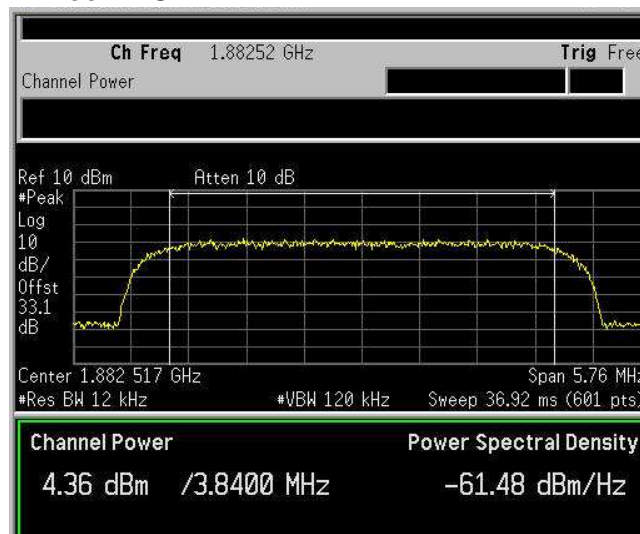 Ch Freq 1.88252 GHz Trig Free
Channel Power
Ref 10 dBm Atten 10 dB
#Peak
Log
10
dB/
Offst
33.1
dB
Center 1.882 517 GHz Span 5.76 MHz
#Res BW 12 kHz #VBW 120 kHz Sweep 36.92 ms (601 pts)
Channel Power Power Spectral Density
4.36 dBm /3.8400 MHz -61.48 dBm/Hz